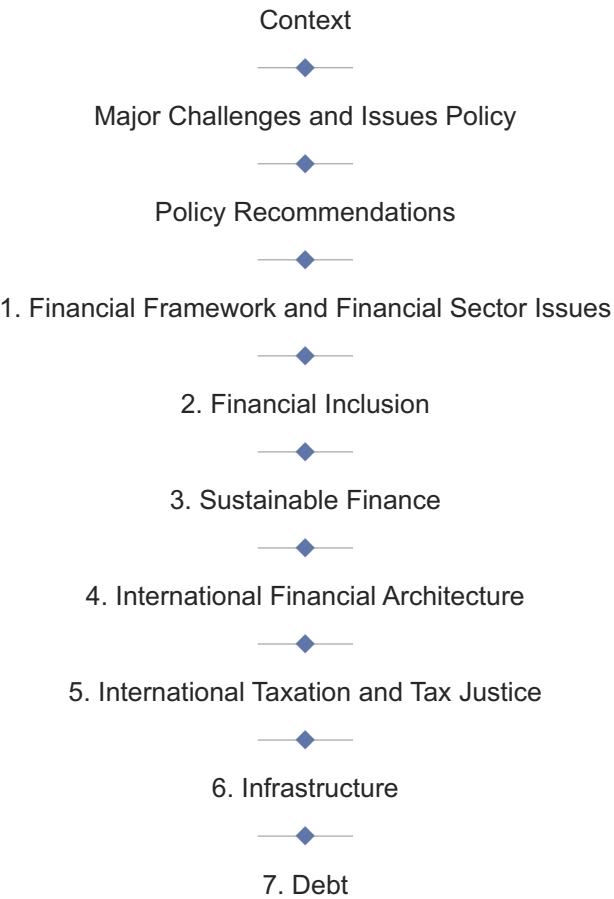 Context
Major Challenges and Issues Policy
Policy Recommendations
1. Financial Framework and Financial Sector Issues
2. Financial Inclusion
3. Sustainable Finance
4. International Financial Architecture
5. International Taxation and Tax Justice
6. Infrastructure
7. Debt